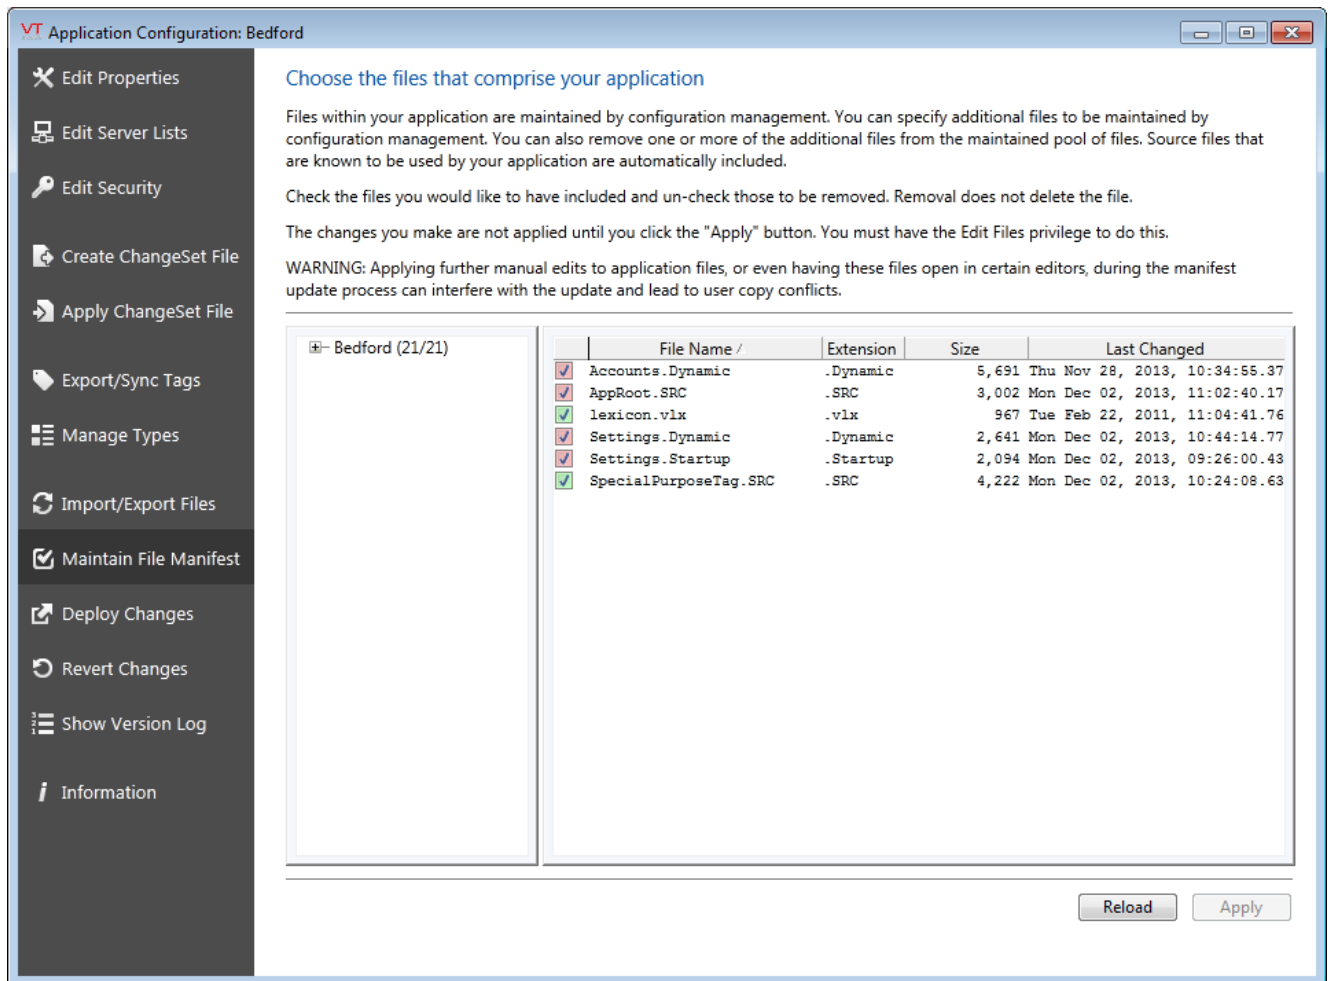 VT Application Configuration: Bedford
Edit Properties
Edit Server Lists
Edit Security
Create ChangeSet File
Apply ChangeSet File
Export/Sync Tags
Manage Types
Import/Export Files
Maintain File Manifest
Deploy Changes
Revert Changes
Show Version Log
Information
Choose the files that comprise your application
Files within your application are maintained by configuration management. You can specify additional files to be maintained by
configuration management. You can also remove one or more of the additional files from the maintained pool of files. Source files that
are known to be used by your application are automatically included.
Check the files you would like to have included and un-check those to be removed. Removal does not delete the file.
The changes you make are not applied until you click the "Apply" button. You must have the Edit Files privilege to do this.
WARNING: Applying further manual edits to application files, or even having these files open in certain editors, during the manifest
update process can interfere with the update and lead to user copy conflicts.
Bedford (21/21)
File Name Extension Size Last Changed
Accounts.Dynamic .Dynamic 5,691 Thu Nov 28, 2013, 10:34:55.37
AppRoot.SRC .SRC 3,002 Mon Dec 02, 2013, 11:02:40.17
lexicon.vlx .vlx 967 Tue Feb 22, 2011, 11:04:41.76
Settings.Dynamic .Dynamic 2,641 Mon Dec 02, 2013, 10:44:14.77
Settings.Startup .Startup 2,094 Mon Dec 02, 2013, 09:26:00.43
SpecialPurposeTag.SRC .SRC 4,222 Mon Dec 02, 2013, 10:24:08.63
Reload Apply